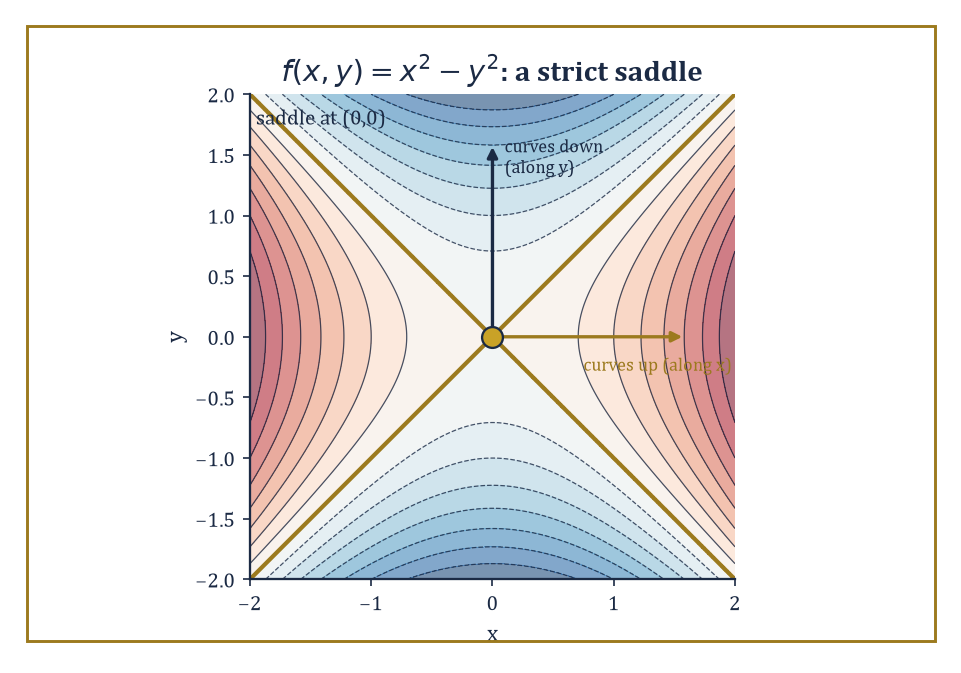 f(x, y) = x² − y²: a strict saddle
2.0
saddle at (0,0)
curves down
(along y)
1.5
1.0
0.5
y
0.0
curves up (along x)
−0.5
−1.0
−1.5
−2.0
−2 −1 0 1 2
x